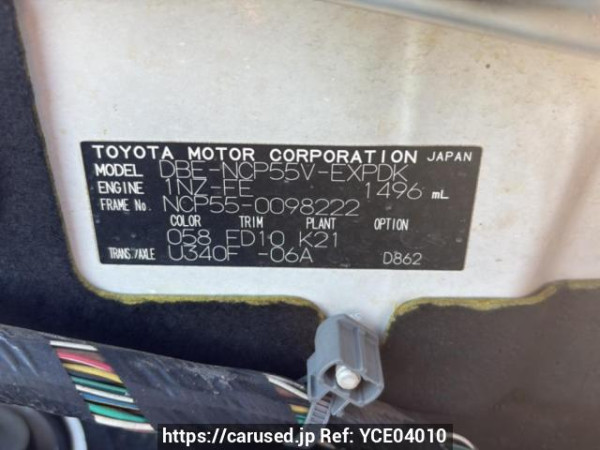 TOYOTA MOTOR CORPORATION JAPAN
MODEL DBE-NCP55V-EXPDK
ENGINE 1NZ-FE 1496 mL
FRAME No. NCP55-0098222
COLOR TRIM PLANT OPTION
058 FD10 K21
TRANS./AXLE U340F -06A D862
https://carused.jp Ref: YCE04010